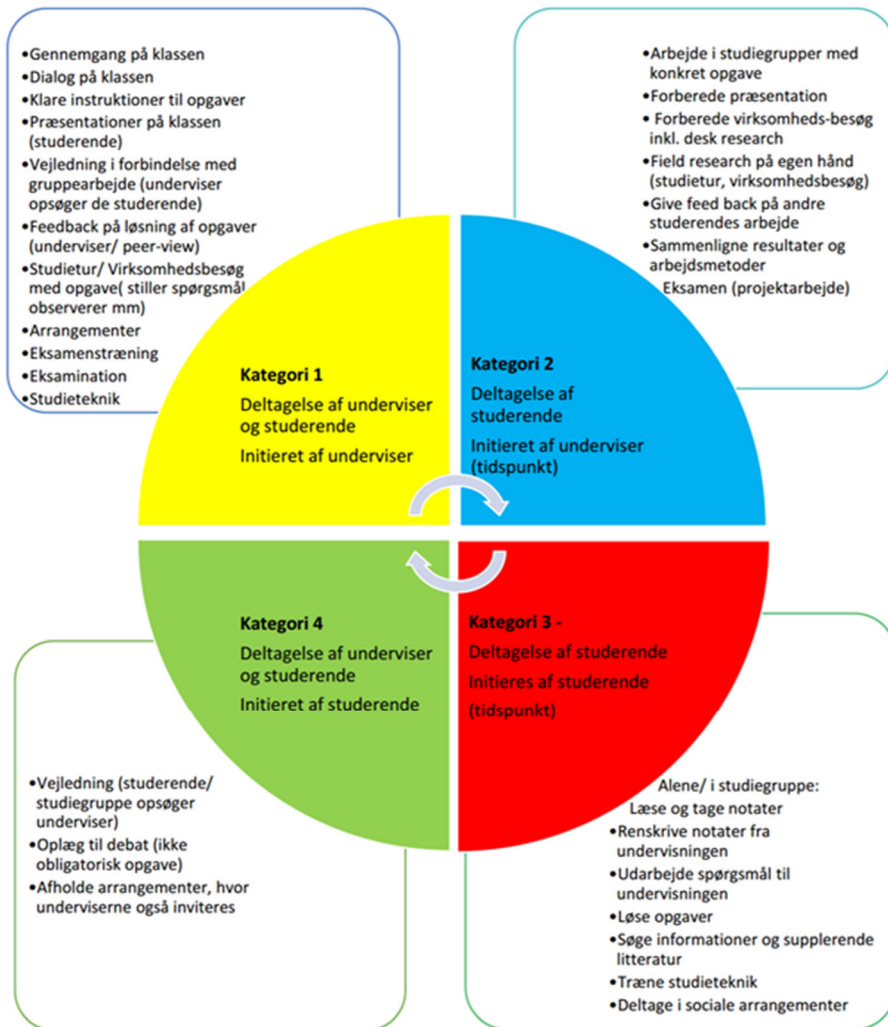 •Gennemgang på klassen
•Dialog på klassen
•Klare instruktioner til opgaver
•Præsentationer på klassen
(studerende)
•Vejledning i forbindelse med
gruppearbejde (underviser
opsøger de studerende)
•Feedback på løsning af opgaver
(underviser/ peer-view)
•Studietur/ Virksomhedsbesøg
med opgave( stiller spørgsmål
observerer mm)
•Arrangementer
•Eksamenstræning
•Eksamination
•Studieteknik
•Arbejde i studiegrupper med
konkret opgave
•Forberede præsentation
• Forberede virksomheds-besøg
inkl. desk research
•Field research på egen hånd
(studietur, virksomhedsbesøg)
•Give feed back på andre
studerendes arbejde
•Sammenligne resultater og
arbejdsmetoder
Eksamen (projektarbejde)
Kategori 1
Deltagelse af underviser
og studerende
Initieret af underviser
Kategori 2
Deltagelse af
studerende
Initieret af underviser
(tidspunkt)
Kategori 4
Deltagelse af underviser
og studerende
Initieret af studerende
Kategori 3 -
Deltagelse af studerende
Initieres af studerende
(tidspunkt)
•Vejledning (studerende/
studiegruppe opsøger
underviser)
•Oplæg til debat (ikke
obligatorisk opgave)
•Afholde arrangementer, hvor
underviserne også inviteres
Alene/ i studiegruppe:
Læse og tage notater
•Renskrive notater fra
undervisningen
•Udarbejde spørgsmål til
undervisningen
•Løse opgaver
•Søge informationer og supplerende
litteratur
•Træne studieteknik
•Deltage i sociale arrangementer